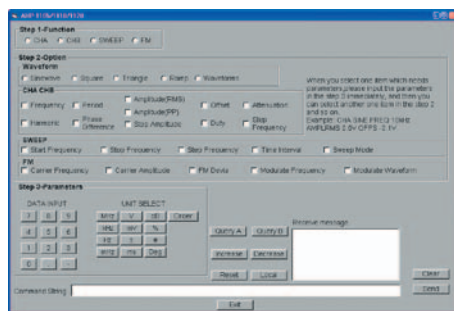 Step 1-Function
CHA CHB SWEEP FM
Step 2-Option
Waveform
Sinewave Square Triangle Ramp Waveforms
CHA CHB
Frequency Period Amplitude(RMS) Offset Attenuation
Amplitude(PP)
Harmonic Phase Difference Step Amplitude Duty Step Frequency
When you select one item which needs
parameters,please input the parameters
in the step 3 immediately, and then you
can select another one item in the step 2
and so on.
SWEEP
Start Frequency Stop Frequency Step Frequency Time Interval Sweep Mode
FM
Carrier Frequency Carrier Amplitude FM Devia Modulate Frequency Modulate Waveform
Step 3-Parameters
DATA INPUT UNIT SELECT
7 8 9 MHz V dB
4 5 6 kHz mV %
1 2 3 Hz s #
0 . - mHz ms Deg
Query A Query B
Increase Decrease
Reset Local
Receive message
Clear
Command String Send
Exit